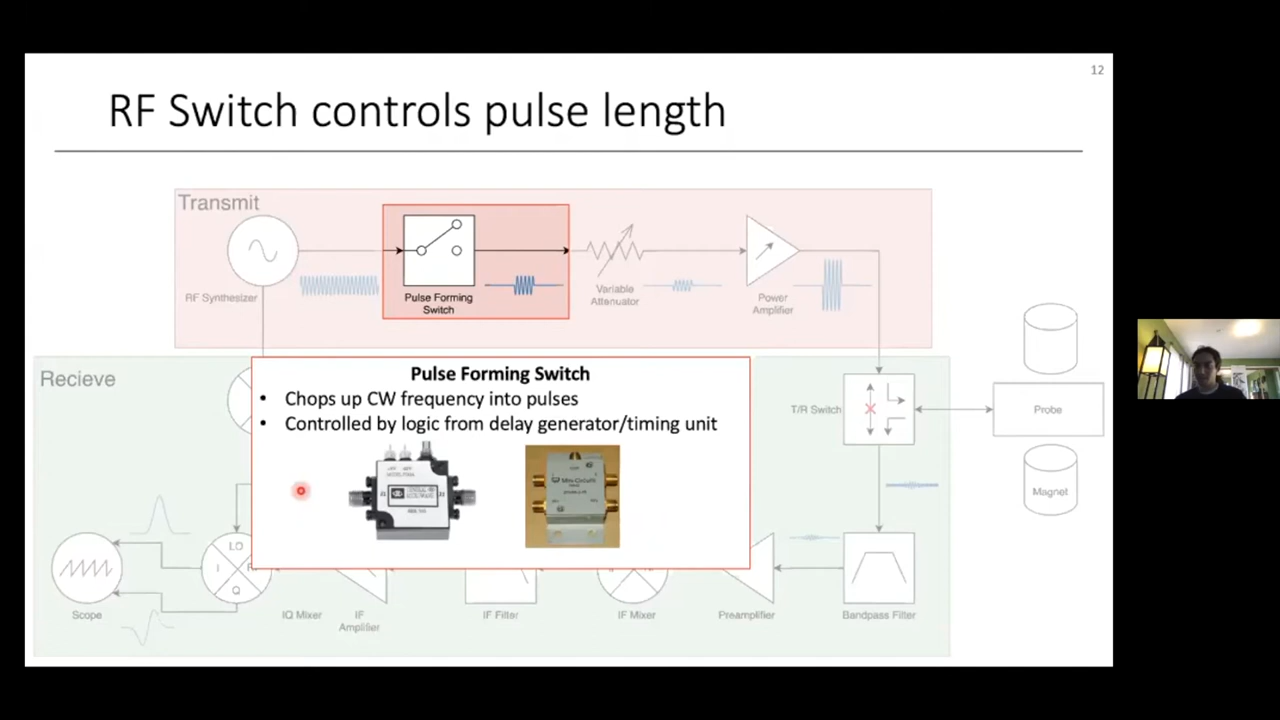 12
RF Switch controls pulse length
Transmit
RF Synthesizer
Pulse Forming
Switch
Variable
Attenuator
Power
Amplifier
Recieve
Pulse Forming Switch
• Chops up CW frequency into pulses
• Controlled by logic from delay generator/timing unit
Mini-Circuits
T/R Switch
Probe
Magnet
LO
I
Q
Scope
IQ Mixer
IF
Amplifier
IF Filter
IF Mixer
Preamplifier
Bandpass Filter